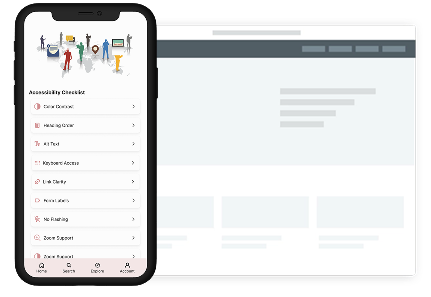 Accessibility Checklist
Color Contrast
Heading Order
Alt Text
Keyboard Access
Link Clarity
Form Labels
No Flashing
Zoom Support
Zoom Support
Home
Search
Explore
Account